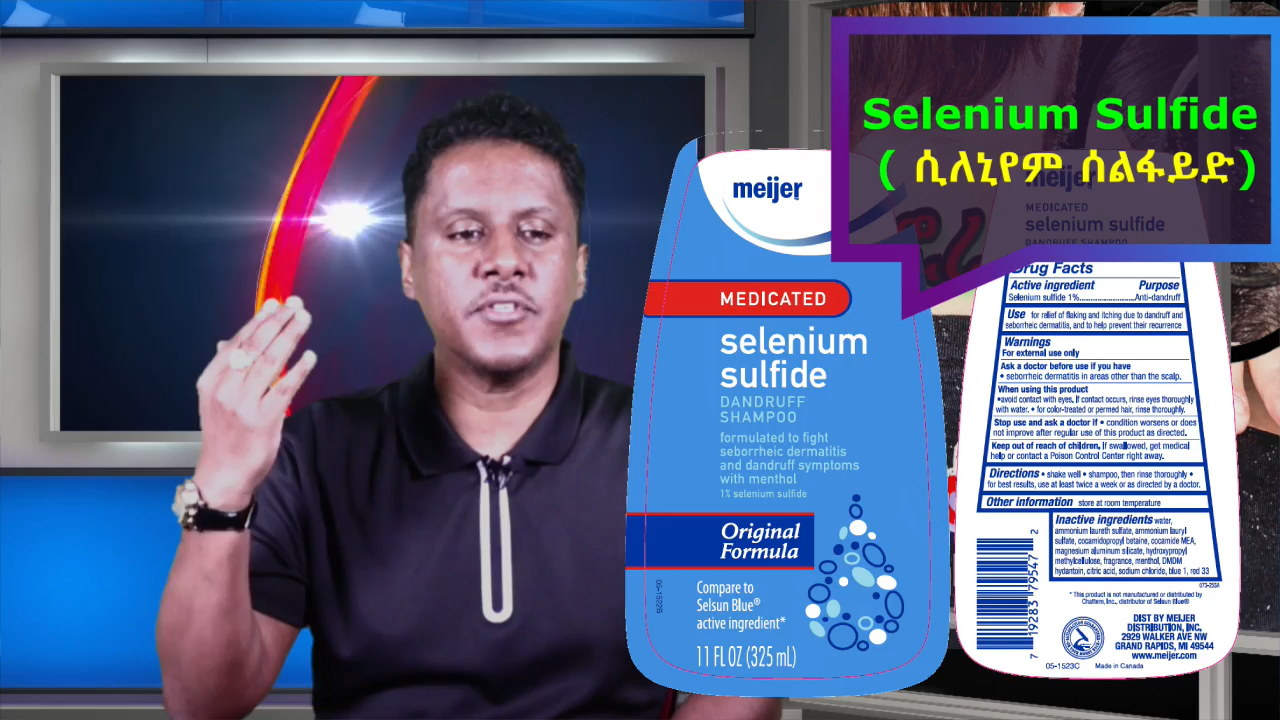 Selenium Sulfide
( ሲለኒየም ሰልፋይድ)
meijer
MEDICATED
selenium
sulfide
DANDRUFF
SHAMPOO
formulated to fight
seborrheic dermatitis
and dandruff symptoms
with menthol
1% selenium sulfide
Original
Formula
Compare to
Selsun Blue®
active ingredient*
11 FL OZ (325 mL)
05-1522B
meijer
MEDICATED
selenium sulfide
DANDRUFF SHAMPOO
Drug Facts
Active ingredient Purpose
Selenium sulfide 1%............................Anti-dandruff
Use for relief of flaking and itching due to dandruff and
seborrheic dermatitis, and to help prevent their recurrence
Warnings
For external use only
Ask a doctor before use if you have
• seborrheic dermatitis in areas other than the scalp.
When using this product
•avoid contact with eyes. If contact occurs, rinse eyes thoroughly
with water. • for color-treated or permed hair, rinse thoroughly.
Stop use and ask a doctor if • condition worsens or does
not improve after regular use of this product as directed.
Keep out of reach of children. If swallowed, get medical
help or contact a Poison Control Center right away.
Directions • shake well • shampoo, then rinse thoroughly •
for best results, use at least twice a week or as directed by a doctor.
Other information store at room temperature
Inactive ingredients water,
ammonium laureth sulfate, ammonium lauryl
sulfate, cocamidopropyl betaine, cocamide MEA,
magnesium aluminum silicate, hydroxypropyl
methylcellulose, fragrance, menthol, DMDM
hydantoin, citric acid, sodium chloride, blue 1, red 33
073-253A
* This product is not manufactured or distributed by
Chattem, Inc., distributor of Selsun Blue®
7 19283 79547 2
DIST BY MEIJER
DISTRIBUTION, INC.
2929 WALKER AVE NW
GRAND RAPIDS, MI 49544
www.meijer.com
05-1523C Made in Canada